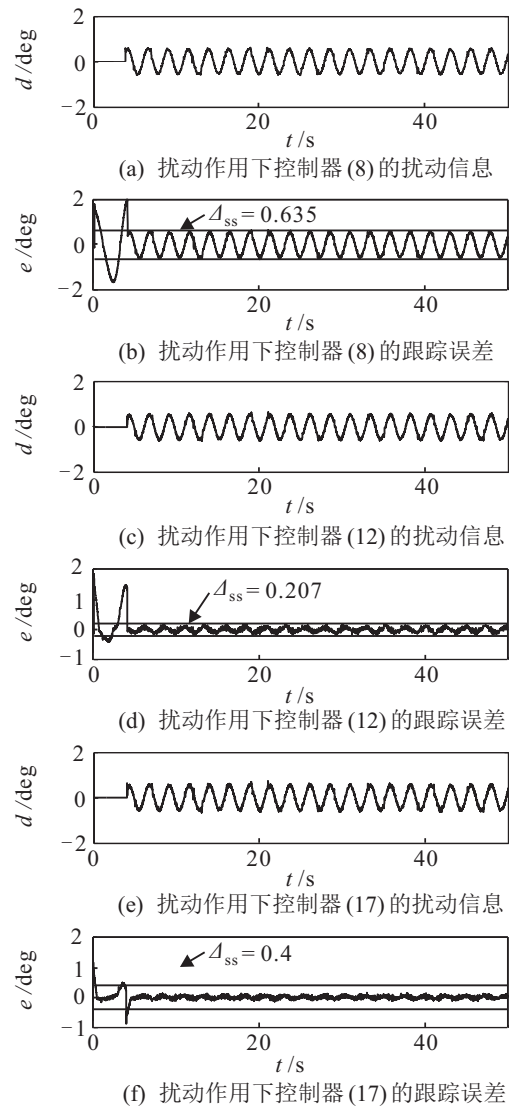 2
0
−2
d /deg
0 20 40
t /s
(a) 扰动作用下控制器(8)的扰动信息
2
0
−2
e /deg
Δss = 0.635
0 20 40
t /s
(b) 扰动作用下控制器(8)的跟踪误差
2
0
−2
d /deg
0 20 40
t /s
(c) 扰动作用下控制器(12)的扰动信息
2
1
0
−1
e /deg
Δss = 0.207
0 20 40
t /s
(d) 扰动作用下控制器(12)的跟踪误差
2
0
−2
d /deg
0 20 40
t /s
(e) 扰动作用下控制器(17)的扰动信息
2
1
0
−1
e /deg
Δss = 0.4
0 20 40
t /s
(f) 扰动作用下控制器(17)的跟踪误差